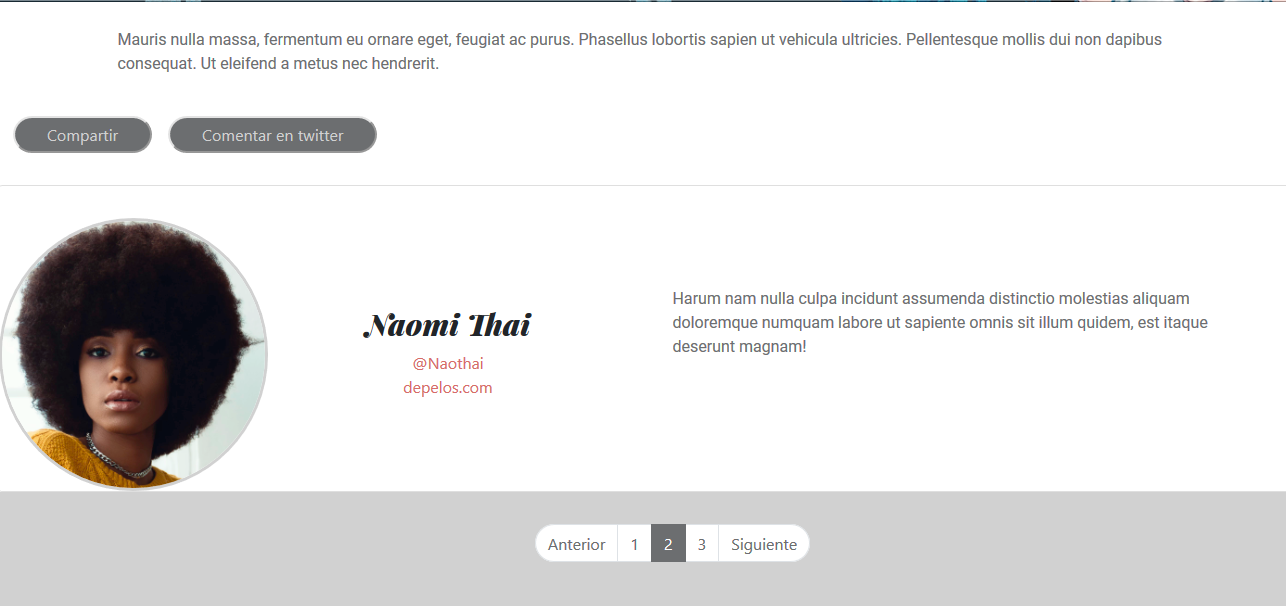 Mauris nulla massa, fermentum eu ornare eget, feugiat ac purus. Phasellus lobortis sapien ut vehicula ultricies. Pellentesque mollis dui non dapibus
consequat. Ut eleifend a metus nec hendrerit.
Compartir
Comentar en twitter
Naomi Thai
@Naothai
depelos.com
Harum nam nulla culpa incidunt assumenda distinctio molestias aliquam
doloremque numquam labore ut sapiente omnis sit illum quidem, est itaque
deserunt magnam!
Anterior 1 2 3 Siguiente